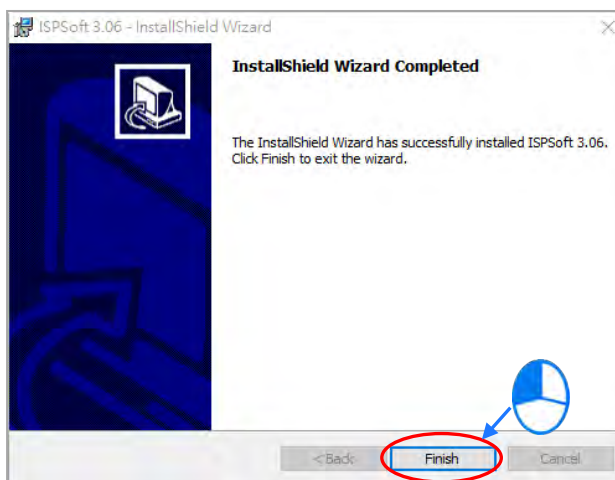 ISPSoft 3.06 - InstallShield Wizard
InstallShield Wizard Completed
The InstallShield Wizard has successfully installed ISPSoft 3.06.
Click Finish to exit the wizard.
< Back
Finish
Cancel